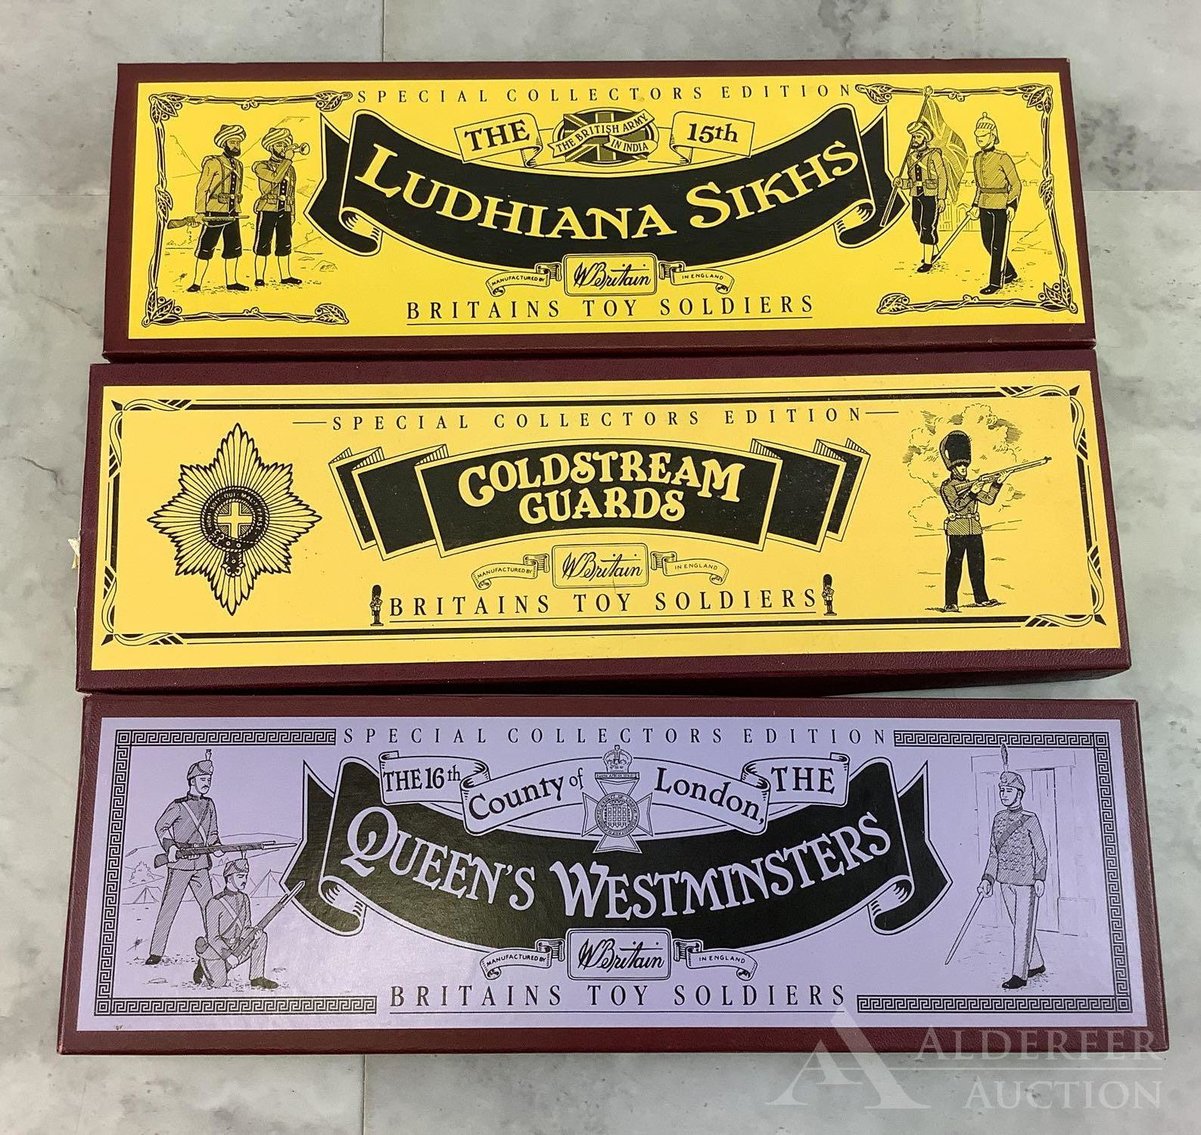 SPECIAL COLLECTORS EDITION
THE THE BRITISH ARMY IN INDIA 15th
LUDHIANA SIKHS
MANUFACTURED BY W Britain IN ENGLAND
BRITAINS TOY SOLDIERS
SPECIAL COLLECTORS EDITION
COLDSTREAM
GUARDS
MANUFACTURED BY W Britain IN ENGLAND
BRITAINS TOY SOLDIERS
SPECIAL COLLECTORS EDITION
THE 16th County of London, THE
QUEEN'S WESTMINSTERS
MANUFACTURED BY W Britain IN ENGLAND
BRITAINS TOY SOLDIERS
ALDERFER
AUCTION